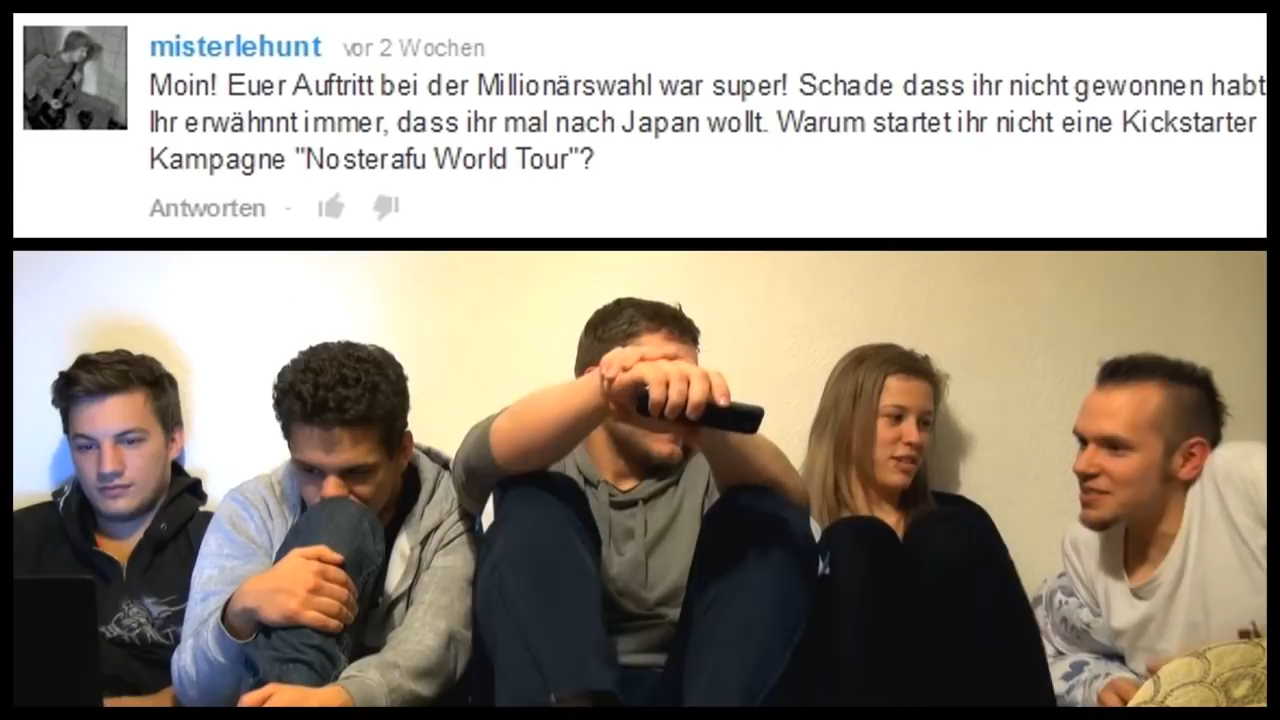 misterlehunt vor 2 Wochen
Moin! Euer Auftritt bei der Millionärswahl war super! Schade dass ihr nicht gewonnen habt
Ihr erwähnnt immer, dass ihr mal nach Japan wollt. Warum startet ihr nicht eine Kickstarter
Kampagne "Nosterafu World Tour"?
Antworten